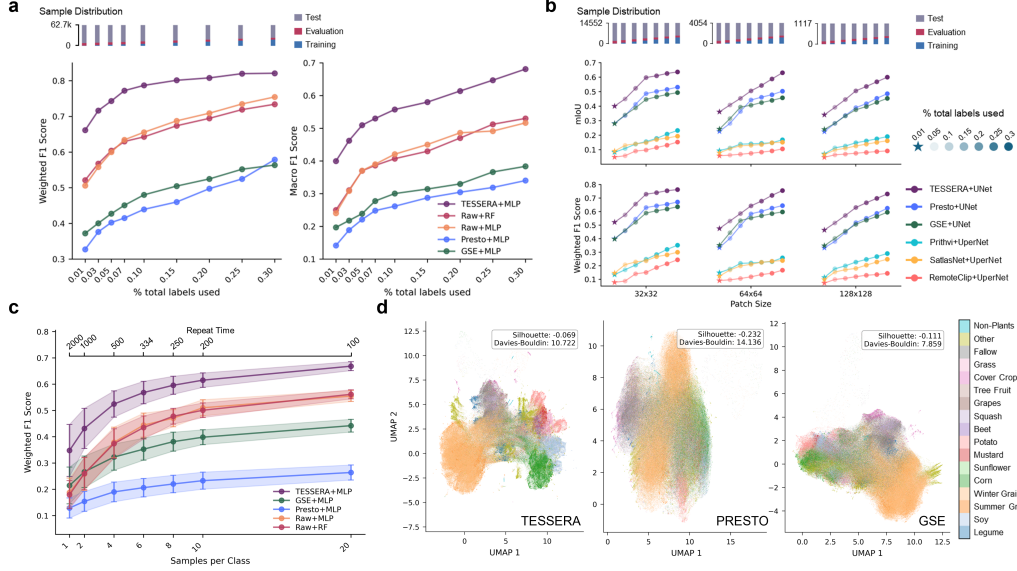 a
Sample Distribution
62.7k
0
Test
Evaluation
Training
Weighted F1 Score
0.8
0.7
0.6
0.5
0.4
0.3
0.01
0.03
0.05
0.07
0.10
0.15
0.20
0.25
0.30
% total labels used
Macro F1 Score
0.7
0.6
0.5
0.4
0.3
0.2
0.1
TESSERA+MLP
Raw+RF
Raw+MLP
Presto+MLP
GSE+MLP
0.01
0.03
0.05
0.07
0.10
0.15
0.20
0.25
0.30
% total labels used
b
Sample Distribution
14552
0
4054
0
1117
0
Test
Evaluation
Training
mIoU
0.7
0.6
0.5
0.4
0.3
0.2
0.1
0.0
% total labels used
0.01
0.05
0.1
0.15
0.2
0.25
0.3
Weighted F1 Score
0.8
0.7
0.6
0.5
0.4
0.3
0.2
0.1
32x32
64x64
128x128
Patch Size
TESSERA+UNet
Presto+UNet
GSE+UNet
Prithvi+UperNet
SatlasNet+UperNet
RemoteClip+UperNet
c
Repeat Time
2000
1000
500
334
250
200
100
Weighted F1 Score
0.8
0.7
0.6
0.5
0.4
0.3
0.2
0.1
TESSERA+MLP
GSE+MLP
Presto+MLP
Raw+MLP
Raw+RF
1
2
4
6
8
10
20
Samples per Class
d
UMAP 2
12.5
10.0
7.5
5.0
2.5
0.0
−2.5
−5.0
−7.5
Silhouette: -0.069
Davies-Bouldin: 10.722
TESSERA
0
5
10
UMAP 1
10
8
6
4
2
0
Silhouette: -0.232
Davies-Bouldin: 14.136
PRESTO
0
5
10
15
UMAP 1
12
10
8
6
4
2
0
−2
−4
Silhouette: -0.111
Davies-Bouldin: 7.859
GSE
0.0
2.5
5.0
7.5
10.0
12.5
UMAP 1
Non-Plants
Other
Fallow
Grass
Cover Crop
Tree Fruit
Grapes
Squash
Beet
Potato
Mustard
Sunflower
Corn
Winter Grai
Summer Gr
Soy
Legume